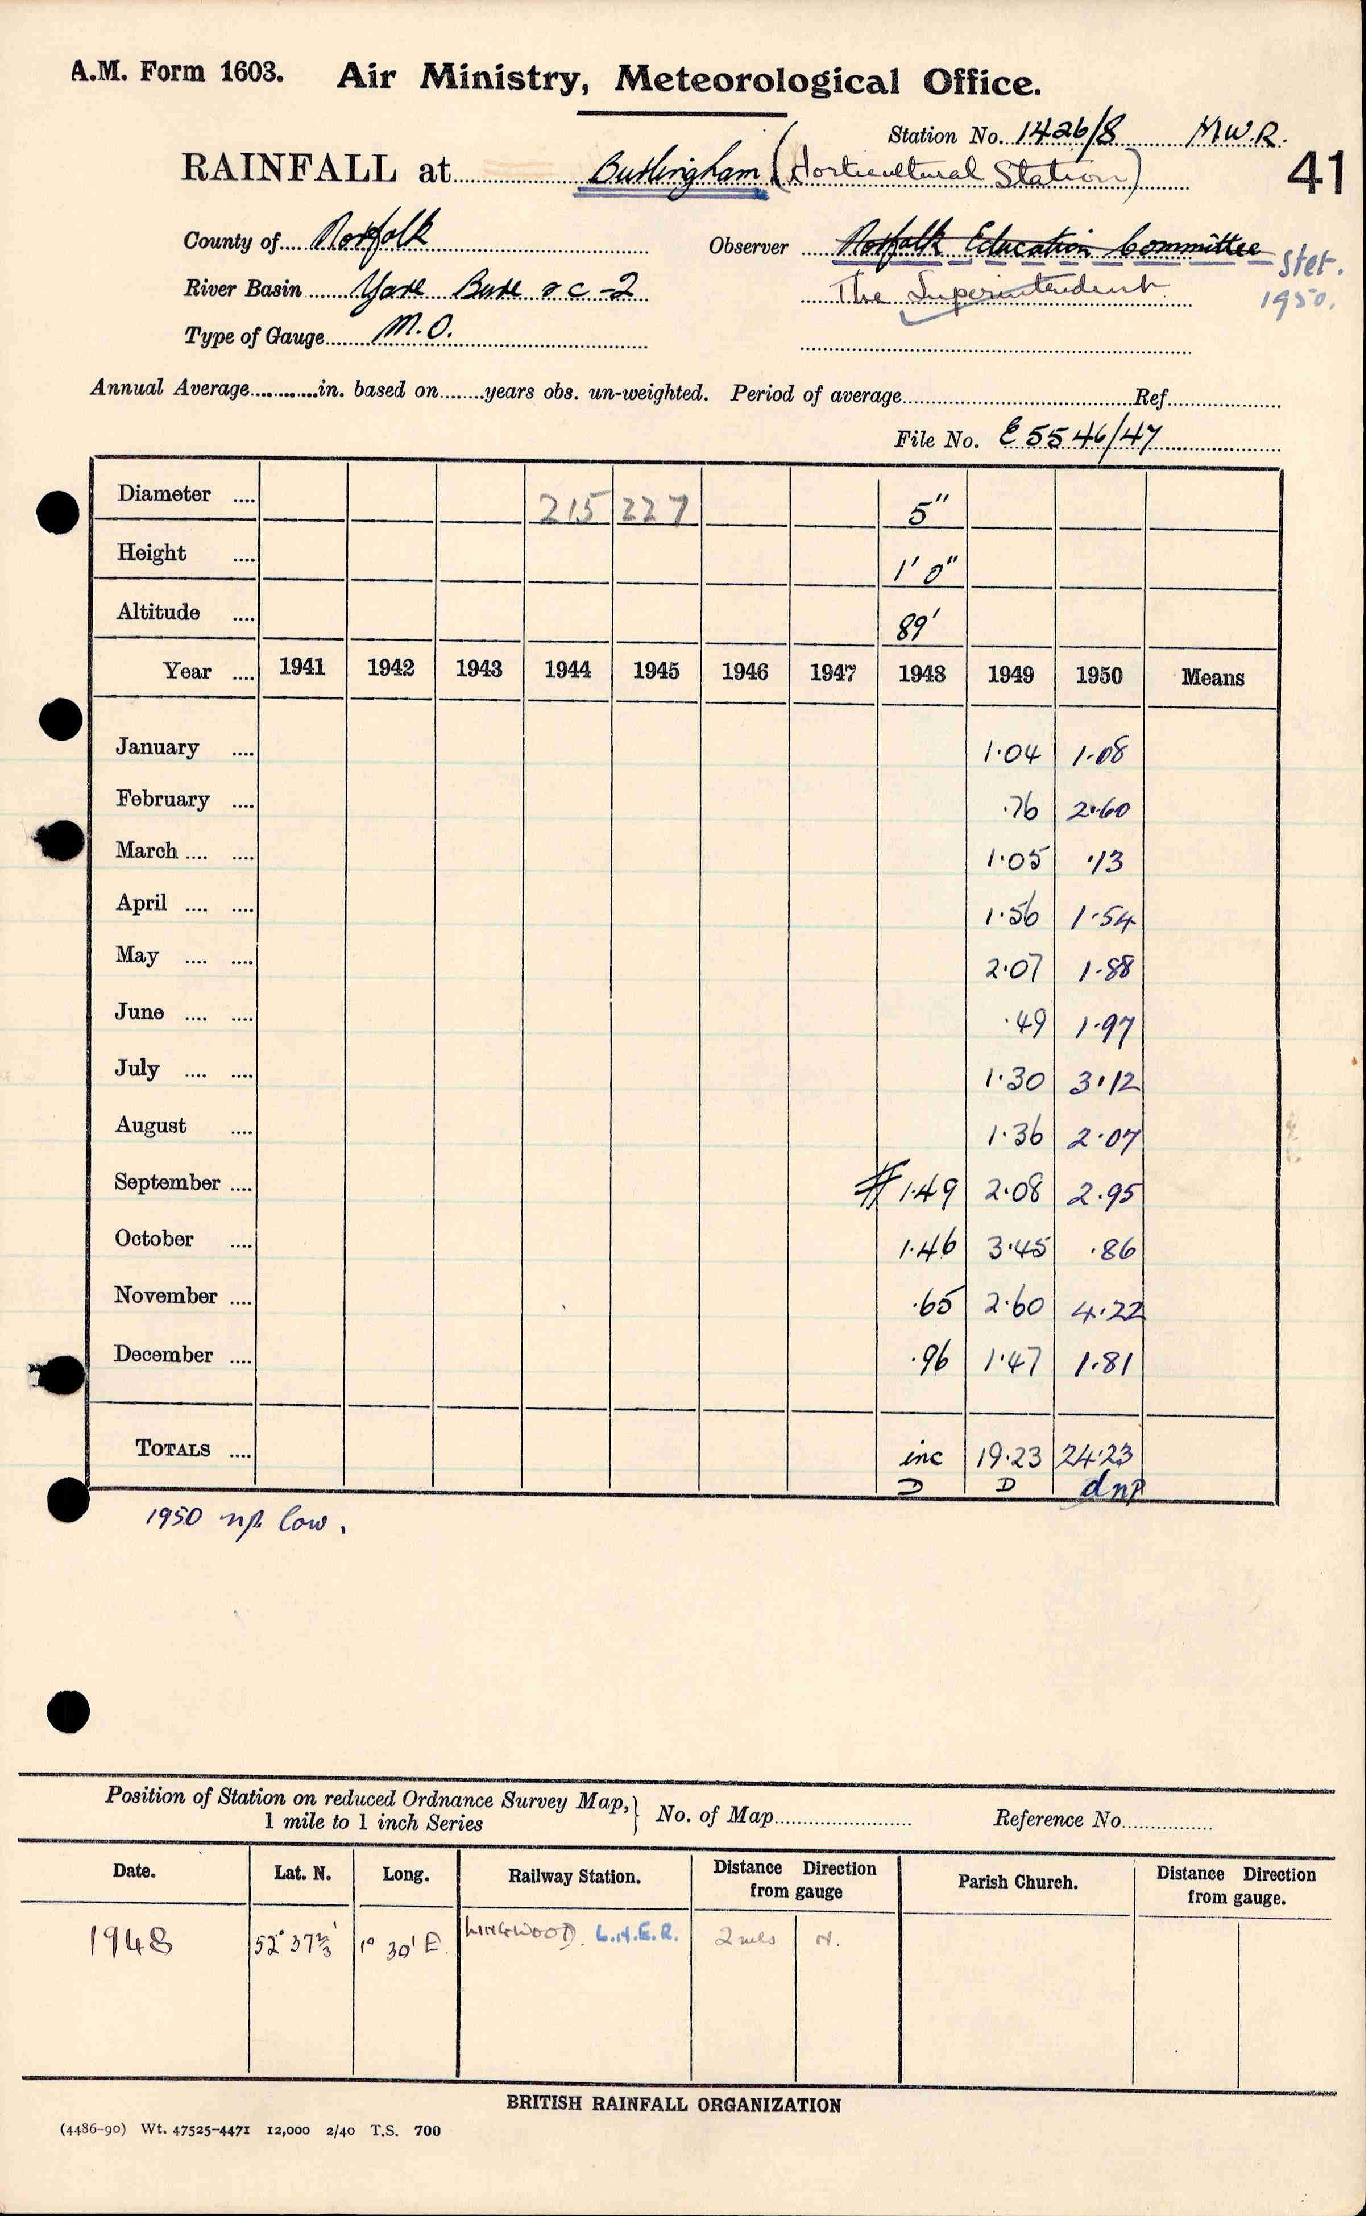 A.M. Form 1603. Air Ministry, Meteorological Office.
Station No. 1426/8 M.W.R.
RAINFALL at Burlingham (Horticultural Station)
41
County of Norfolk Observer Norfolk Education Committee Stet.
River Basin Yare Bure & c -2 The Superintendent 1950.
Type of Gauge M.O.
Annual Average in. based on years obs. un-weighted. Period of average Ref
File No. E 5546/47
Diameter 215 227 5"
Height 1' 0"
Altitude 89'
Year 1941 1942 1943 1944 1945 1946 1947 1948 1949 1950 Means
January 1.04 1.08
February .76 2.60
March 1.05 .13
April 1.56 1.54
May 2.07 1.88
June .49 1.97
July 1.30 3.12
August 1.36 2.07
September # 1.49 2.08 2.95
October 1.46 3.45 .86
November .65 2.60 4.22
December .96 1.47 1.81
TOTALS inc 19.23 24.23
D D dnp
1950 np low.
Position of Station on reduced Ordnance Survey Map,} No. of Map Reference No.
1 mile to 1 inch Series
Date. Lat. N. Long. Railway Station. Distance Direction from gauge Parish Church. Distance Direction from gauge.
1948 52° 37⅔' 1° 30' E. LINGWOOD L.N.E.R. 2 mls N.
BRITISH RAINFALL ORGANIZATION
(4486-90) Wt. 47525-4471 12,000 2/40 T.S. 700